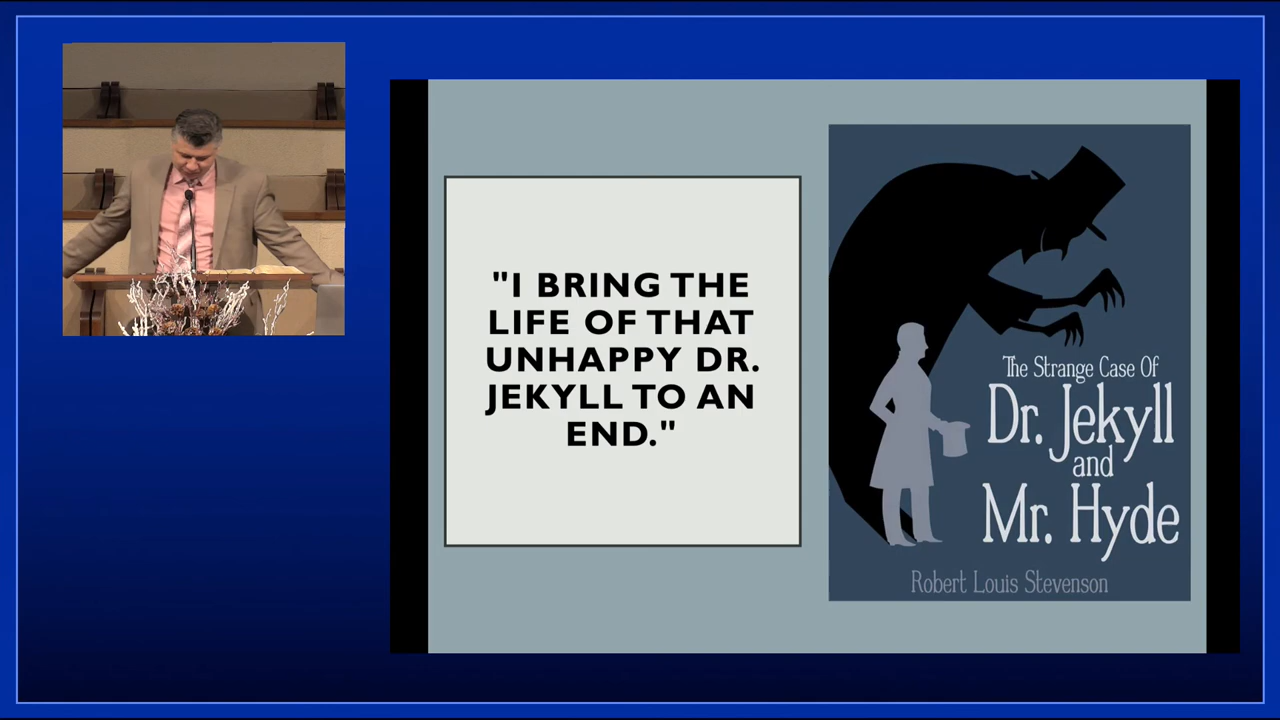 "I BRING THE
LIFE OF THAT
UNHAPPY DR.
JEKYLL TO AN
END."
The Strange Case Of
Dr. Jekyll
and
Mr. Hyde
Robert Louis Stevenson